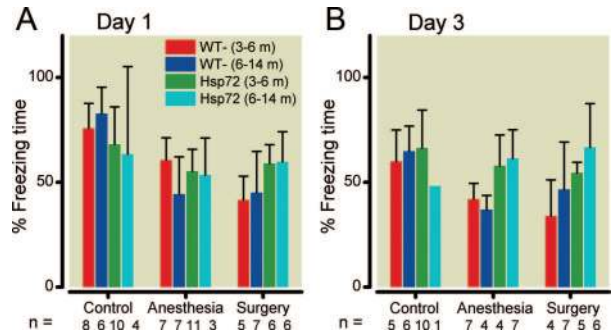 A Day 1
% Freezing time
100
50
0
WT- (3-6 m)
WT- (6-14 m)
Hsp72 (3-6 m)
Hsp72 (6-14 m)
Control Anesthesia Surgery
n = 8 6 10 4 7 7 11 3 5 7 6 6
B Day 3
% Freezing time
100
50
0
Control Anesthesia Surgery
n = 5 6 10 1 7 4 4 7 4 7 5 6